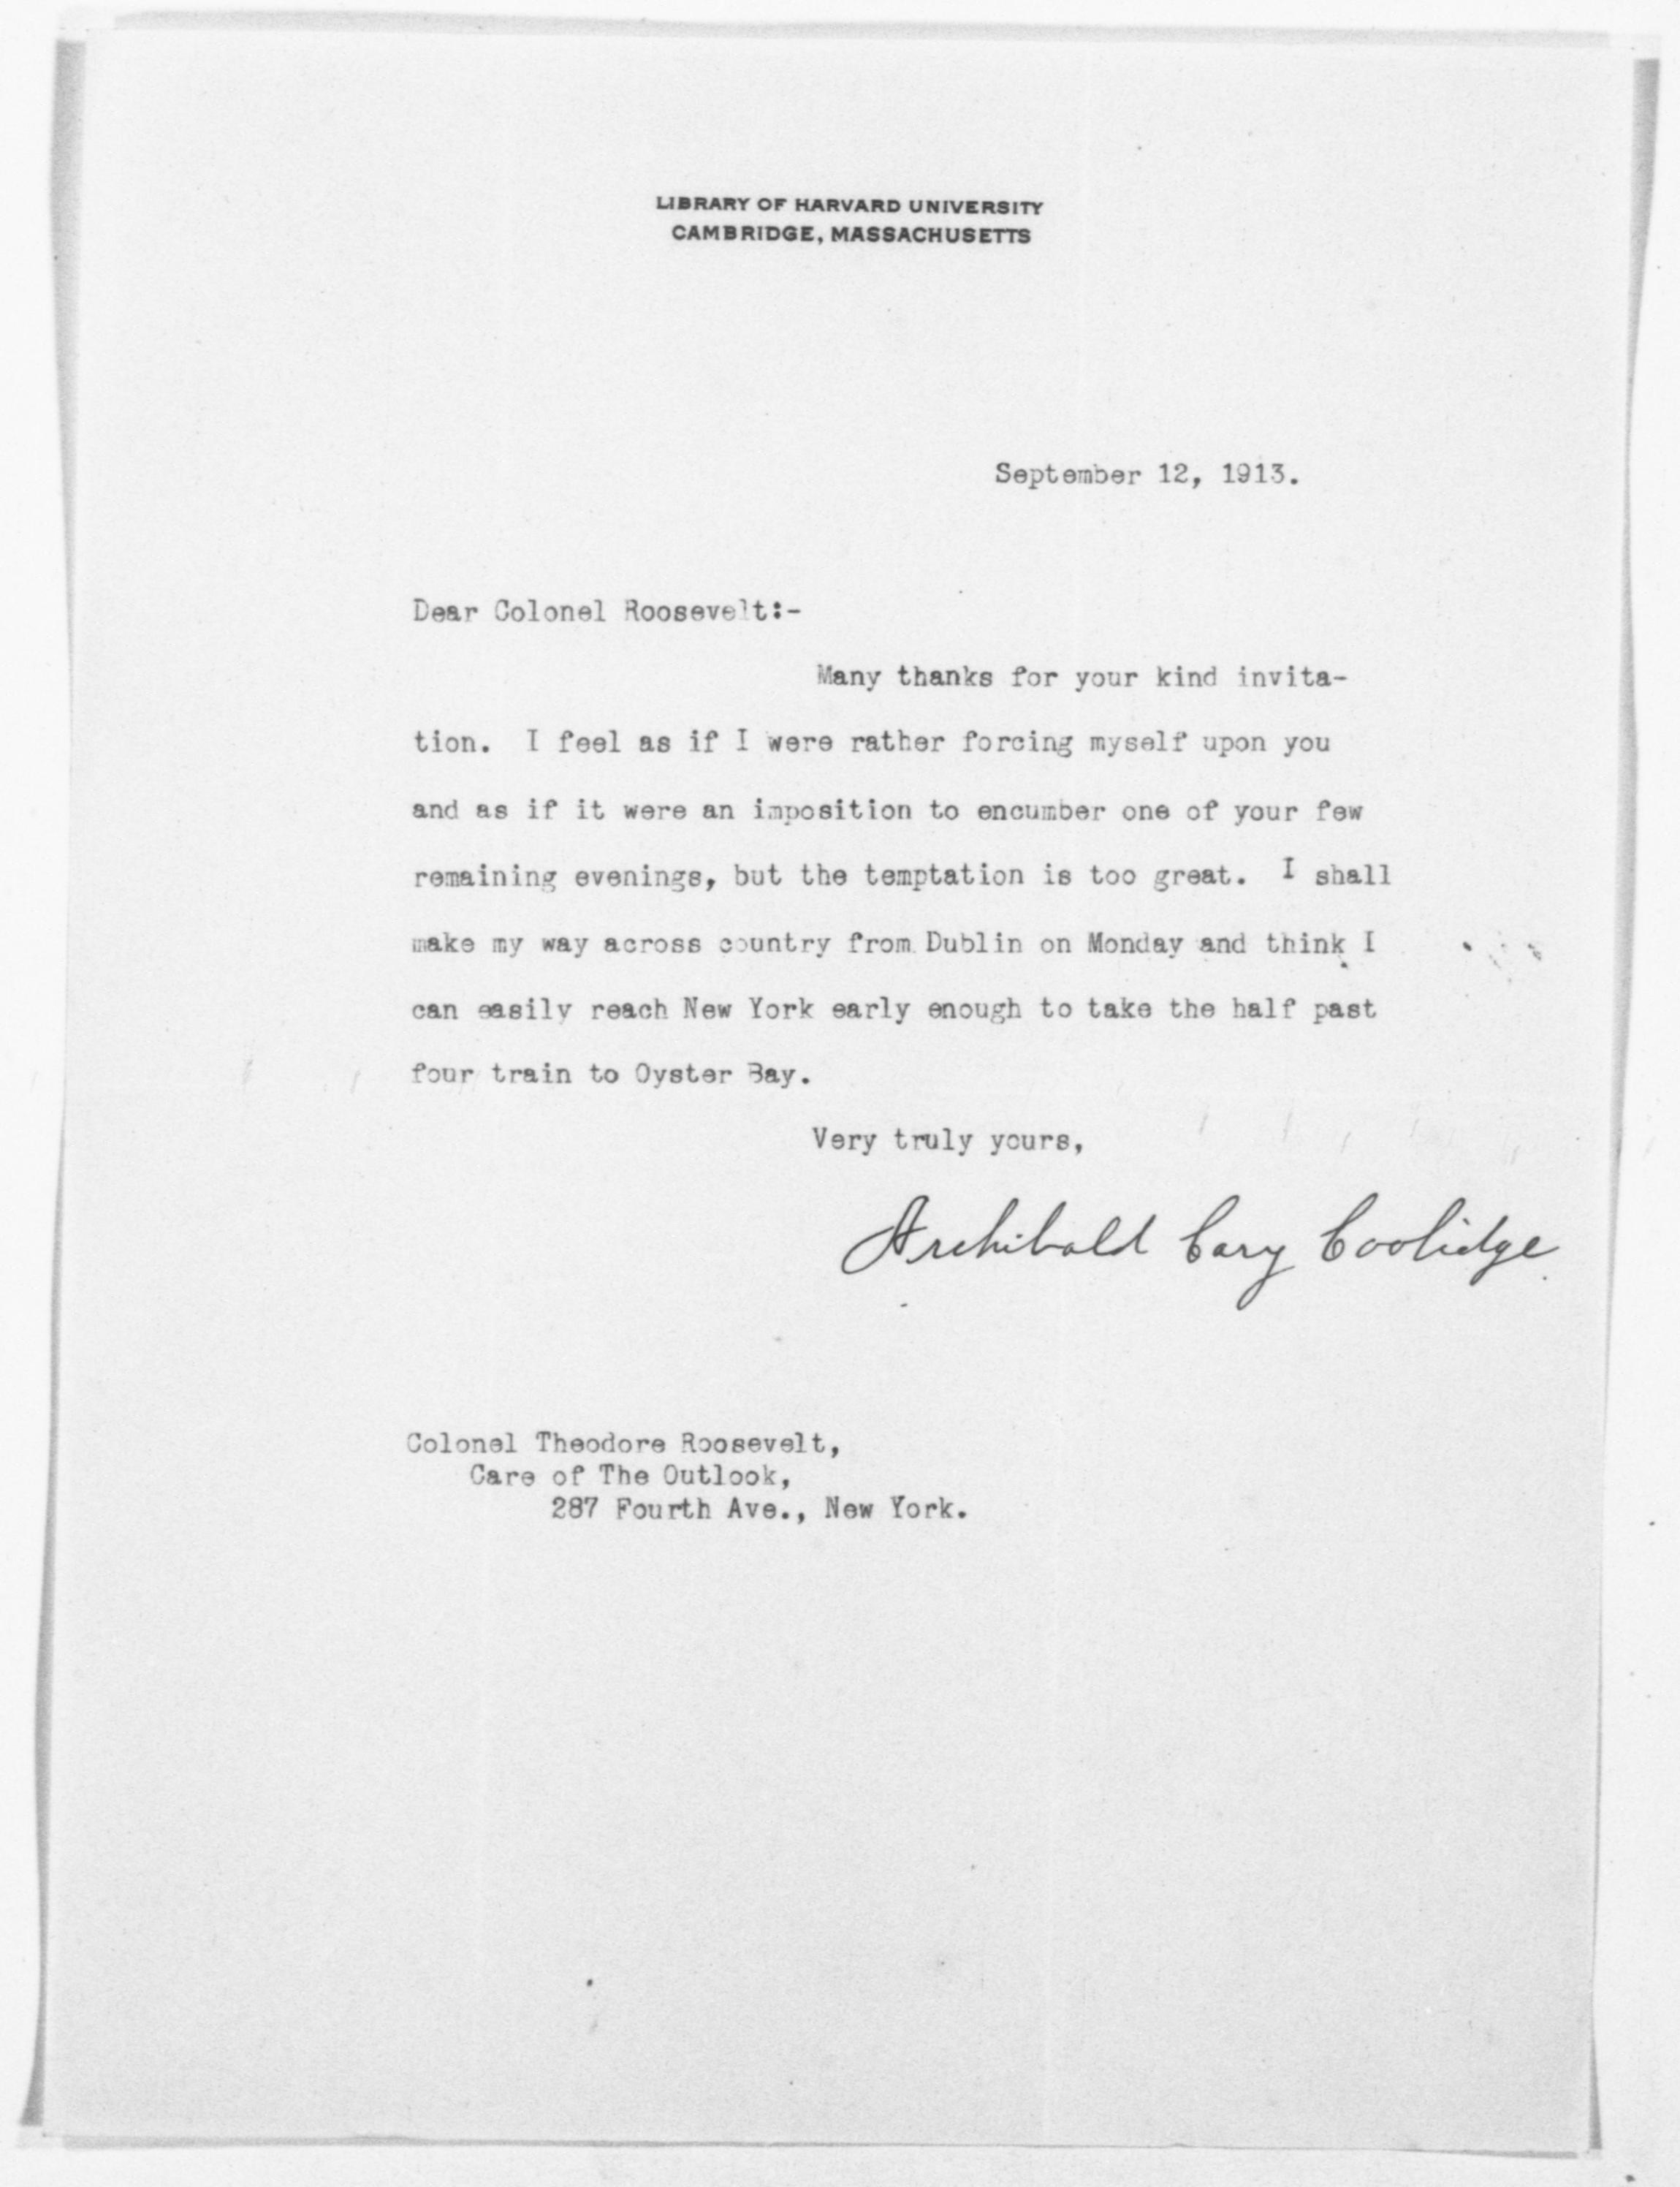 LIBRARY OF HARVARD UNIVERSITY
CAMBRIDGE, MASSACHUSETTS
September 12, 1913.
Dear Colonel Roosevelt:-
Many thanks for your kind invita-
tion. I feel as if I were rather forcing myself upon you
and as if it were an imposition to encumber one of your few
remaining evenings, but the temptation is too great. I shall
make my way across country from Dublin on Monday and think I
can easily reach New York early enough to take the half past
four train to Oyster Bay.
Very truly yours,
Archibald Cary Coolidge
Colonel Theodore Roosevelt,
Care of The Outlook,
287 Fourth Ave., New York.